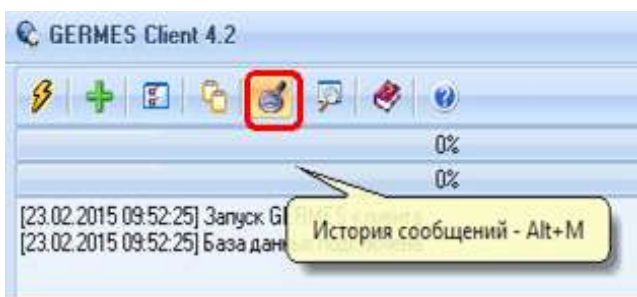 GERMES Client 4.2
0%
0%
[23.02.2015 09:52:25] Запуск
[23.02.2015 09:52:25] База
История сообщений - Alt+M